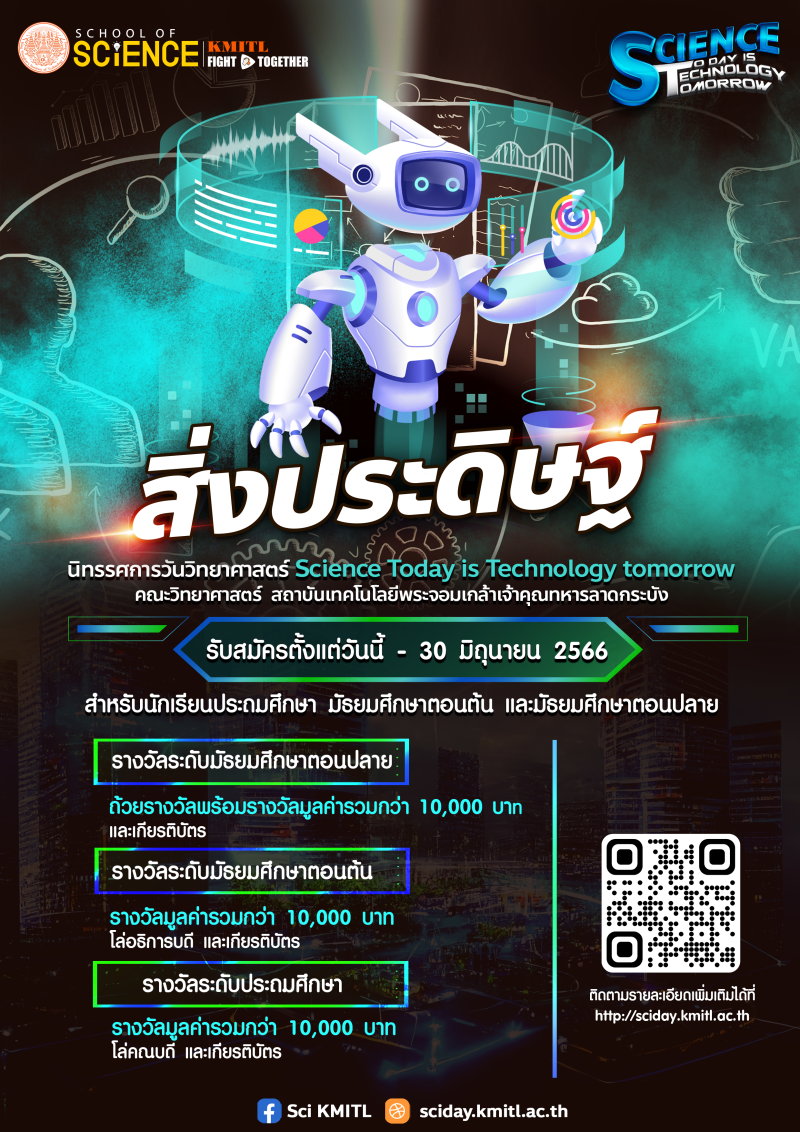 SCHOOL OF
SCIENCE
KMITL
FIGHT TOGETHER
SCIENCE
TODAY IS
TECHNOLOGY
TOMORROW
VA
สิ่งประดิษฐ์
นิทรรศการวันวิทยาศาสตร์ Science Today is Technology tomorrow
คณะวิทยาศาสตร์ สถาบันเทคโนโลยีพระจอมเกล้าเจ้าคุณทหารลาดกระบัง
รับสมัครตั้งแต่วันนี้ - 30 มิถุนายน 2566
สำหรับนักเรียนประถมศึกษา มัธยมศึกษาตอนต้น และมัธยมศึกษาตอนปลาย
รางวัลระดับมัธยมศึกษาตอนปลาย
ถ้วยรางวัลพร้อมรางวัลมูลค่ารวมกว่า 10,000 บาท
และเกียรติบัตร
รางวัลระดับมัธยมศึกษาตอนต้น
รางวัลมูลค่ารวมกว่า 10,000 บาท
โล่อธิการบดี และเกียรติบัตร
รางวัลระดับประถมศึกษา
รางวัลมูลค่ารวมกว่า 10,000 บาท
โล่คณบดี และเกียรติบัตร
ติดตามรายละเอียดเพิ่มเติมได้ที่
http://sciday.kmitl.ac.th
Sci KMITL sciday.kmitl.ac.th